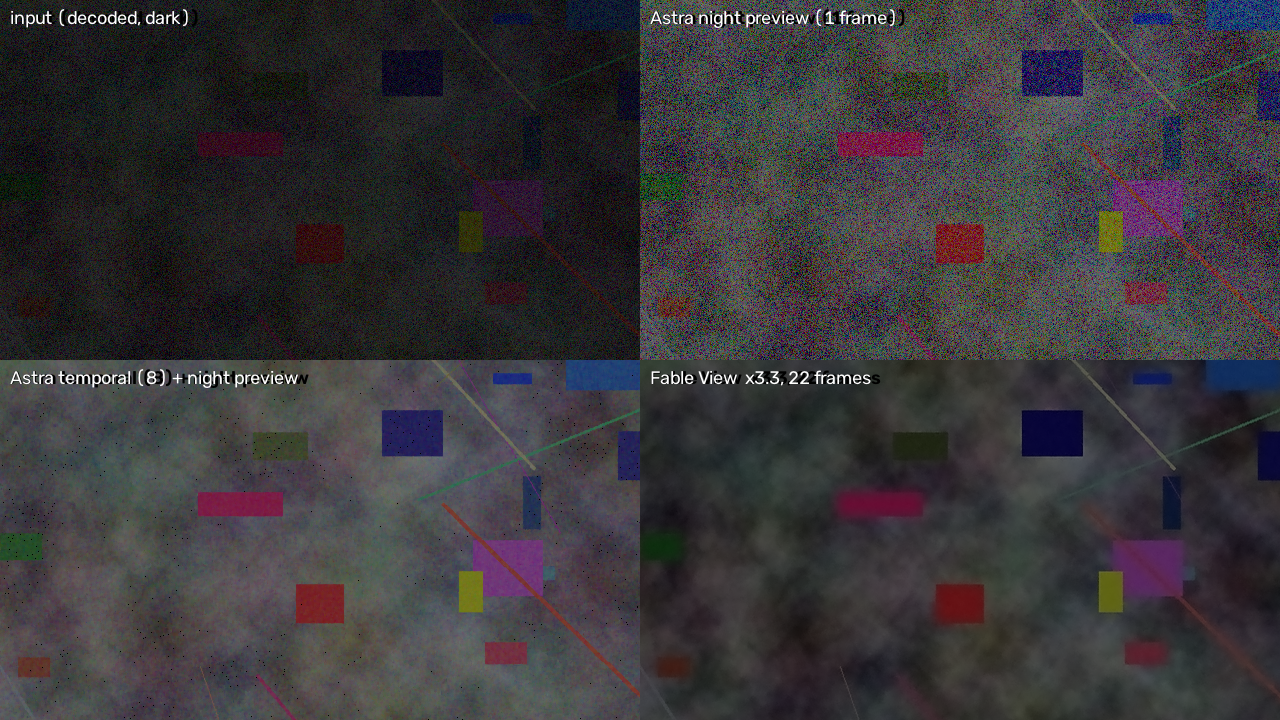 input (decoded, dark)
Astra night preview (1 frame)
Astra temporal (8) +night preview
Fable View x3.3, 22 frames